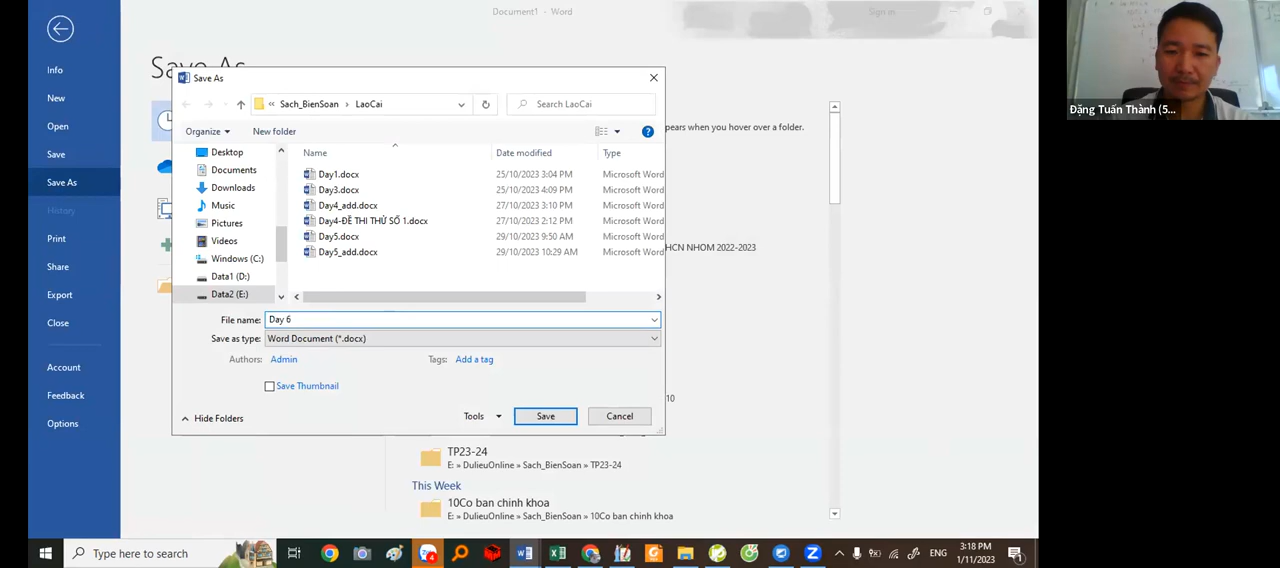 Document1 - Word
Sign in
Info
New
Open
Save
Save As
History
Print
Share
Export
Close
Account
Feedback
Options
Save As
Save As
Sach_BienSoan › LaoCai
Search LaoCai
Organize
New folder
pears when you hover over a folder.
Desktop
Documents
Downloads
Music
Pictures
Videos
Windows (C:)
Data1 (D:)
Data2 (E:)
Name Date modified Type
Day1.docx 25/10/2023 3:04 PM Microsoft Word
Day3.docx 25/10/2023 4:09 PM Microsoft Word
Day4_add.docx 27/10/2023 3:10 PM Microsoft Word
Day4-ĐỀ THI THỬ SỐ 1.docx 27/10/2023 2:12 PM Microsoft Word
Day5.docx 29/10/2023 9:50 AM Microsoft Word
Day5_add.docx 29/10/2023 10:29 AM Microsoft Word
HCN NHOM 2022-2023
File name: Day 6
Save as type: Word Document (*.docx)
Authors: Admin
Tags: Add a tag
Save Thumbnail
10
Hide Folders
Tools
Save
Cancel
TP23-24
E: » DulieuOnline » Sach_BienSoan » TP23-24
This Week
10Co ban chinh khoa
E: » DulieuOnline » Sach_BienSoan » 10Co ban chinh khoa
Type here to search
4
ENG
3:18 PM
1/11/2023
1
Đặng Tuấn Thành (5...